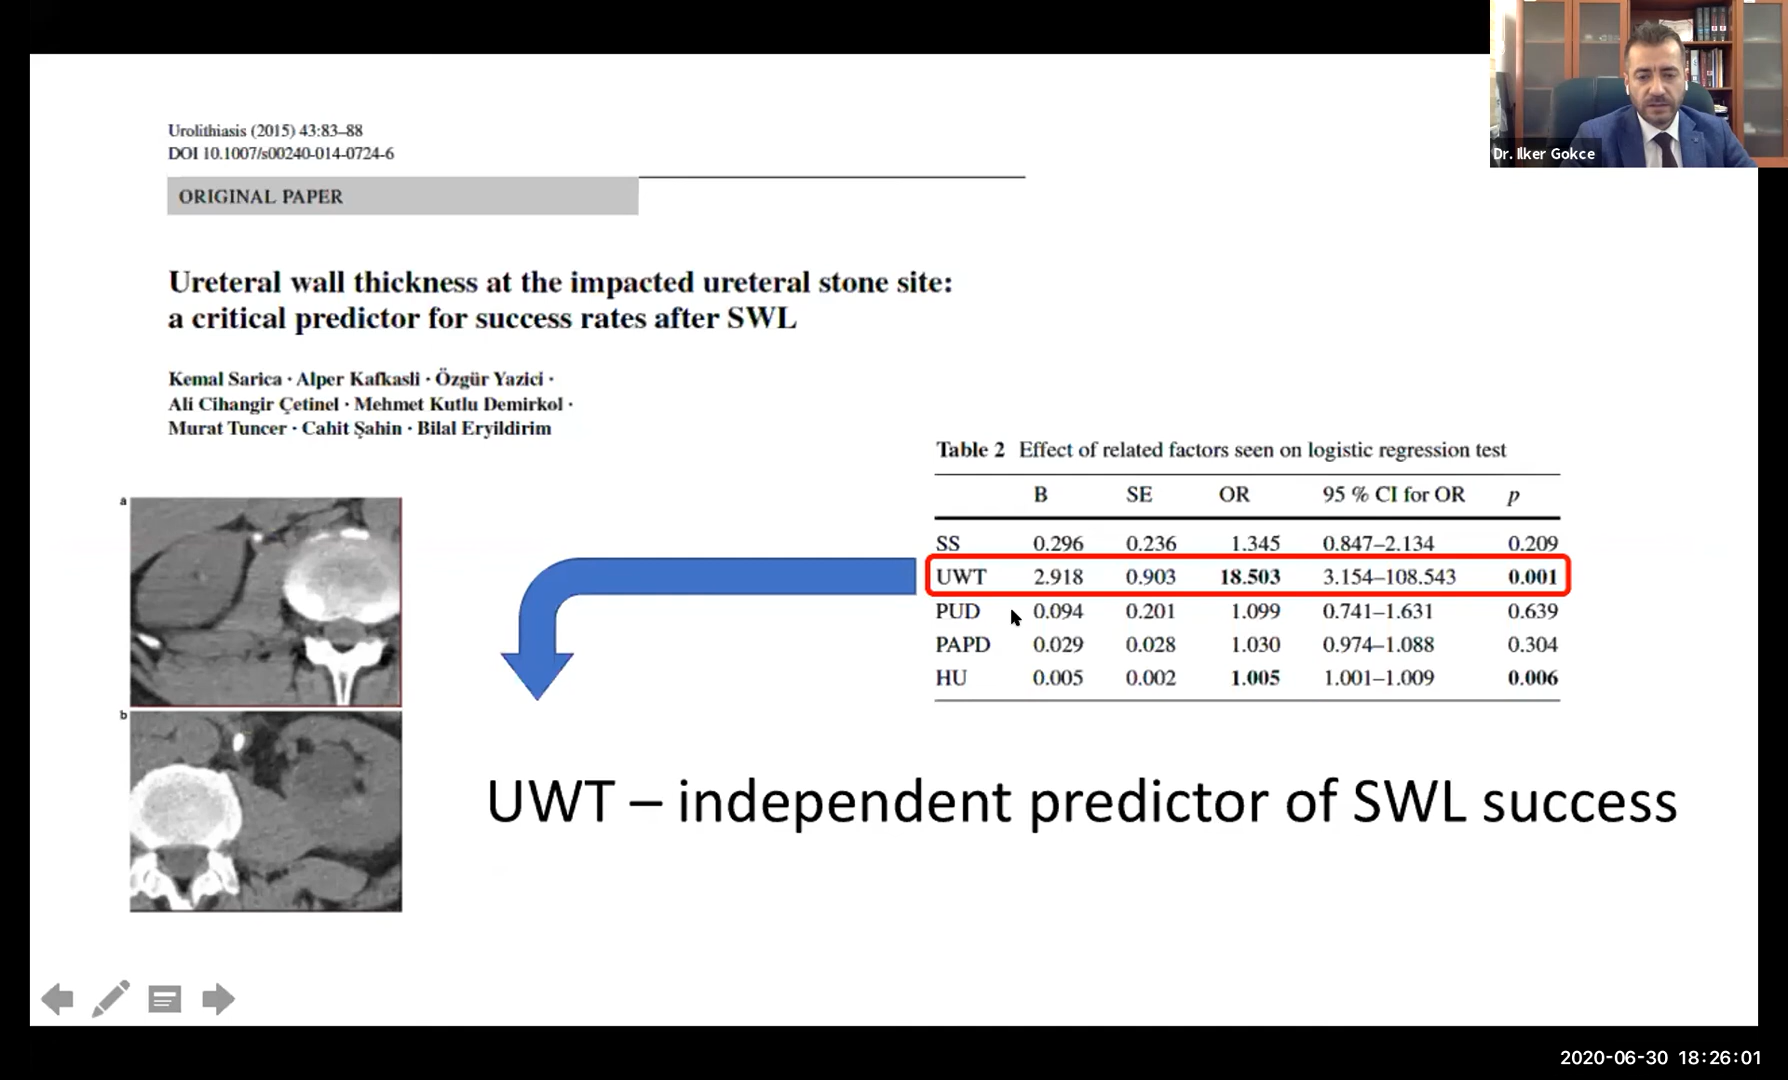 Dr. Ilker Gokce
Urolithiasis (2015) 43:83–88
DOI 10.1007/s00240-014-0724-6
ORIGINAL PAPER
Ureteral wall thickness at the impacted ureteral stone site:
a critical predictor for success rates after SWL
Kemal Sarica · Alper Kafkasli · Özgür Yazici ·
Ali Cihangir Çetinel · Mehmet Kutlu Demirkol ·
Murat Tuncer · Cahit Şahin · Bilal Eryildirim
a
b
Table 2 Effect of related factors seen on logistic regression test
B SE OR 95 % CI for OR p
SS 0.296 0.236 1.345 0.847–2.134 0.209
UWT 2.918 0.903 18.503 3.154–108.543 0.001
PUD 0.094 0.201 1.099 0.741–1.631 0.639
PAPD 0.029 0.028 1.030 0.974–1.088 0.304
HU 0.005 0.002 1.005 1.001–1.009 0.006
UWT – independent predictor of SWL success
2020-06-30 18:26:01